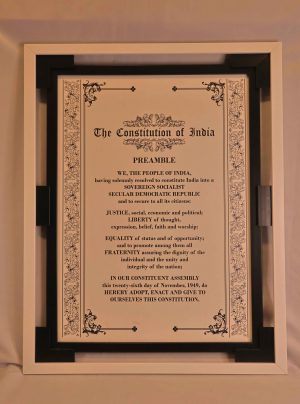 The Constitution of India
PREAMBLE
WE, THE PEOPLE OF INDIA,
having solemnly resolved to constitute India into a
SOVEREIGN SOCIALIST
SECULAR DEMOCRATIC REPUBLIC
and to secure to all its citizens:
JUSTICE, social, economic and political;
LIBERTY of thought,
expression, belief, faith and worship;
EQUALITY of status and of opportunity;
and to promote among them all
FRATERNITY assuring the dignity of the
individual and the unity and
integrity of the nation;
IN OUR CONSTITUENT ASSEMBLY
this twenty-sixth day of November, 1949, do
HEREBY ADOPT, ENACT AND GIVE TO
OURSELVES THIS CONSTITUTION.